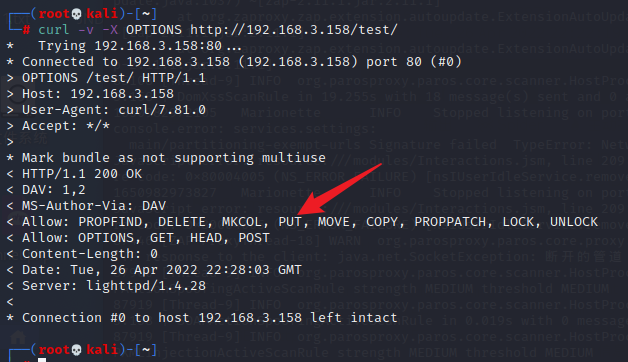 ┌──(root💀kali)-[~]
└─# curl -v -X OPTIONS http://192.168.3.158/test/
*   Trying 192.168.3.158:80...
* Connected to 192.168.3.158 (192.168.3.158) port 80 (#0)
> OPTIONS /test/ HTTP/1.1
> Host: 192.168.3.158
> User-Agent: curl/7.81.0
> Accept: */*
>
* Mark bundle as not supporting multiuse
< HTTP/1.1 200 OK
< DAV: 1,2
< MS-Author-Via: DAV
< Allow: PROPFIND, DELETE, MKCOL, PUT, MOVE, COPY, PROPPATCH, LOCK, UNLOCK
< Allow: OPTIONS, GET, HEAD, POST
< Content-Length: 0
< Date: Tue, 26 Apr 2022 22:28:03 GMT
< Server: lighttpd/1.4.28
<
* Connection #0 to host 192.168.3.158 left intact
┌──(root💀kali)-[~]